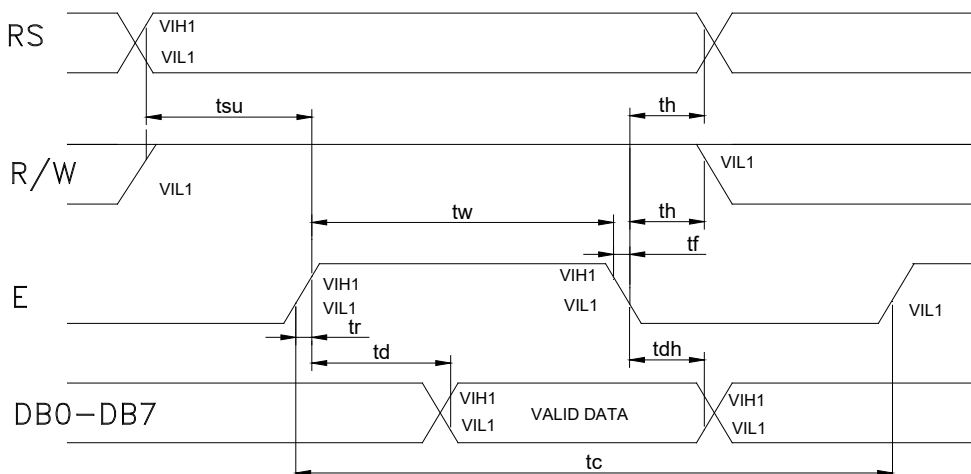 RS VIH1
VIL1
tsu th
R/W VIL1 VIL1
tw th
tf
E VIH1 VIH1
VIL1 VIL1 VIL1
tr
td tdh
DB0-DB7 VIH1 VALID DATA VIH1
VIL1 VIL1
tc